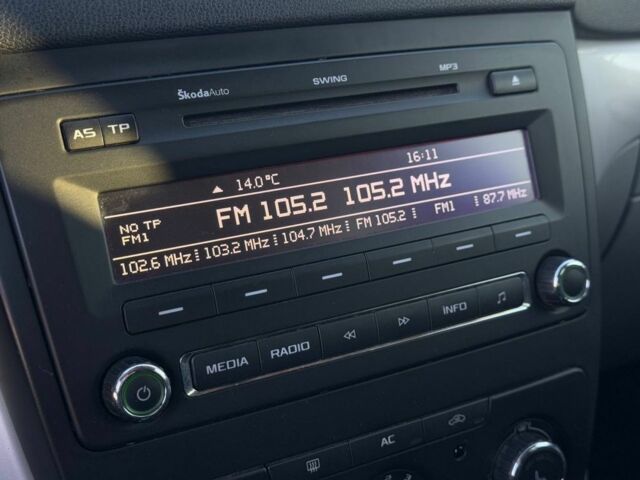 ŠkodaAuto SWING MP3
AS TP
14.0°C 16:11
NO TP FM 105.2 105.2 MHz
FM1
102.6 MHz 103.2 MHz 104.7 MHz FM 105.2 FM1 87.7 MHz
MEDIA RADIO INFO
AC